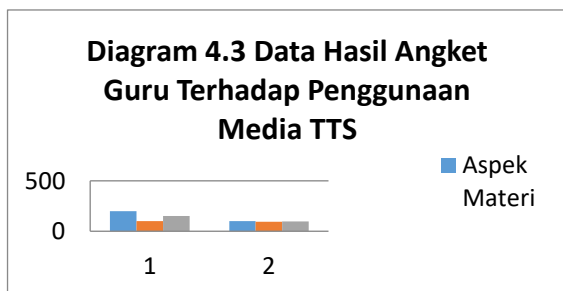 Diagram 4.3 Data Hasil Angket
Guru Terhadap Penggunaan
Media TTS
500
0
1
2
Aspek
Materi